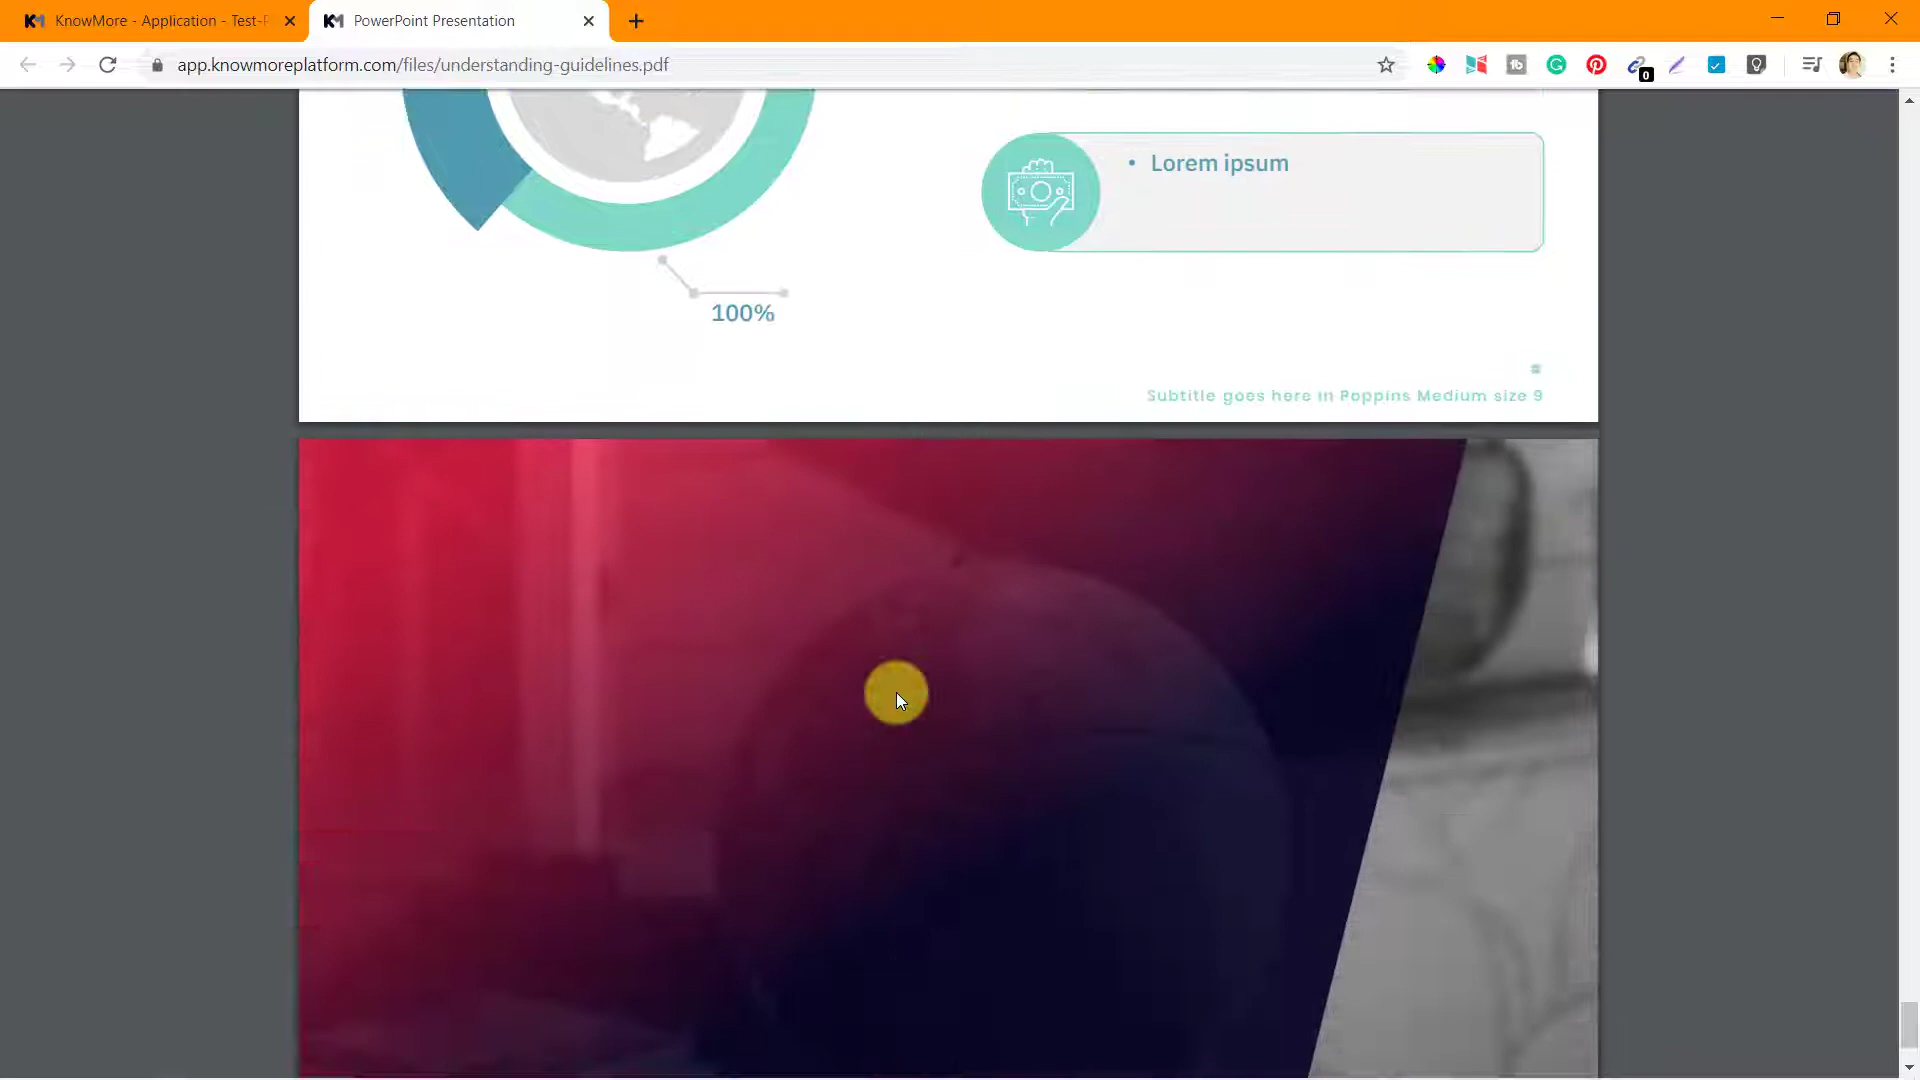 KnowMore - Application - Test-P
PowerPoint Presentation
app.knowmoreplatform.com/files/understanding-guidelines.pdf
0
• Lorem ipsum
100%
Subtitle goes here in Poppins Medium size 9